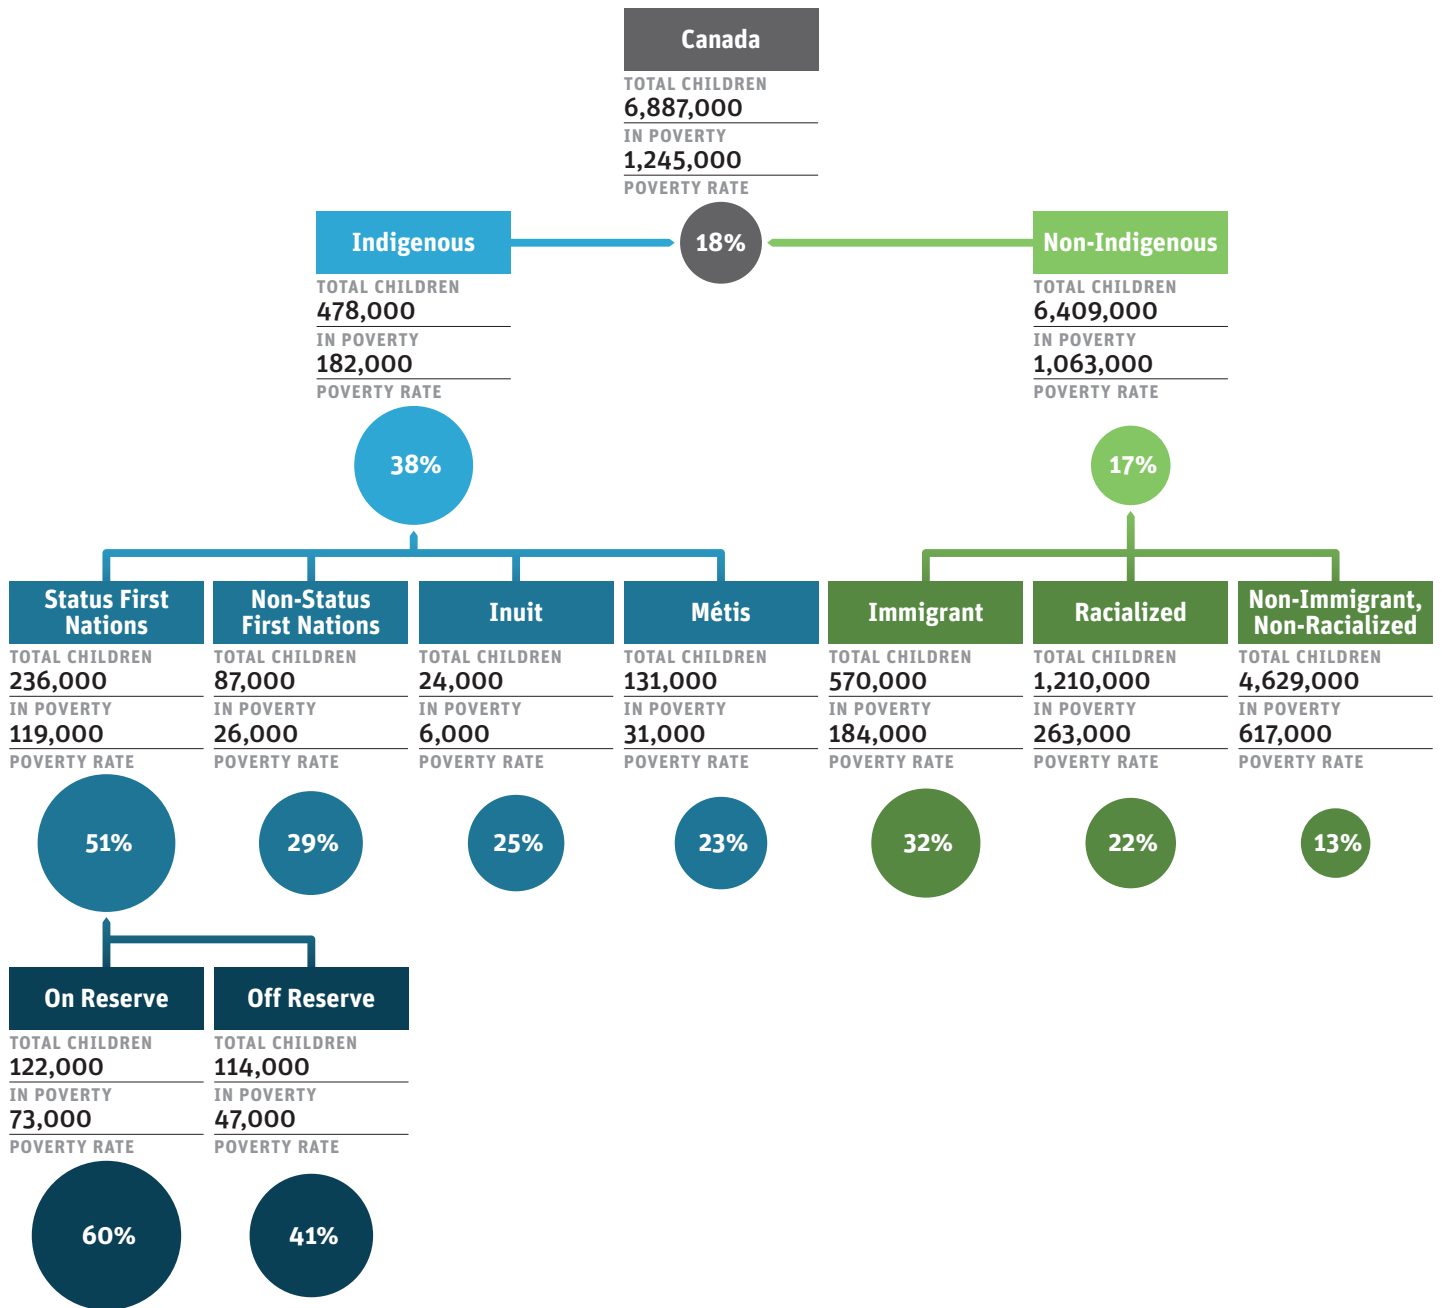 Canada
TOTAL CHILDREN
6,887,000
IN POVERTY
1,245,000
POVERTY RATE
18%
Indigenous
TOTAL CHILDREN
478,000
IN POVERTY
182,000
POVERTY RATE
38%
Non-Indigenous
TOTAL CHILDREN
6,409,000
IN POVERTY
1,063,000
POVERTY RATE
17%
Status First
Nations
TOTAL CHILDREN
236,000
IN POVERTY
119,000
POVERTY RATE
51%
Non-Status
First Nations
TOTAL CHILDREN
87,000
IN POVERTY
26,000
POVERTY RATE
29%
Inuit
TOTAL CHILDREN
24,000
IN POVERTY
6,000
POVERTY RATE
25%
Métis
TOTAL CHILDREN
131,000
IN POVERTY
31,000
POVERTY RATE
23%
Immigrant
TOTAL CHILDREN
570,000
IN POVERTY
184,000
POVERTY RATE
32%
Racialized
TOTAL CHILDREN
1,210,000
IN POVERTY
263,000
POVERTY RATE
22%
Non-Immigrant,
Non-Racialized
TOTAL CHILDREN
4,629,000
IN POVERTY
617,000
POVERTY RATE
13%
On Reserve
TOTAL CHILDREN
122,000
IN POVERTY
73,000
POVERTY RATE
60%
Off Reserve
TOTAL CHILDREN
114,000
IN POVERTY
47,000
POVERTY RATE
41%